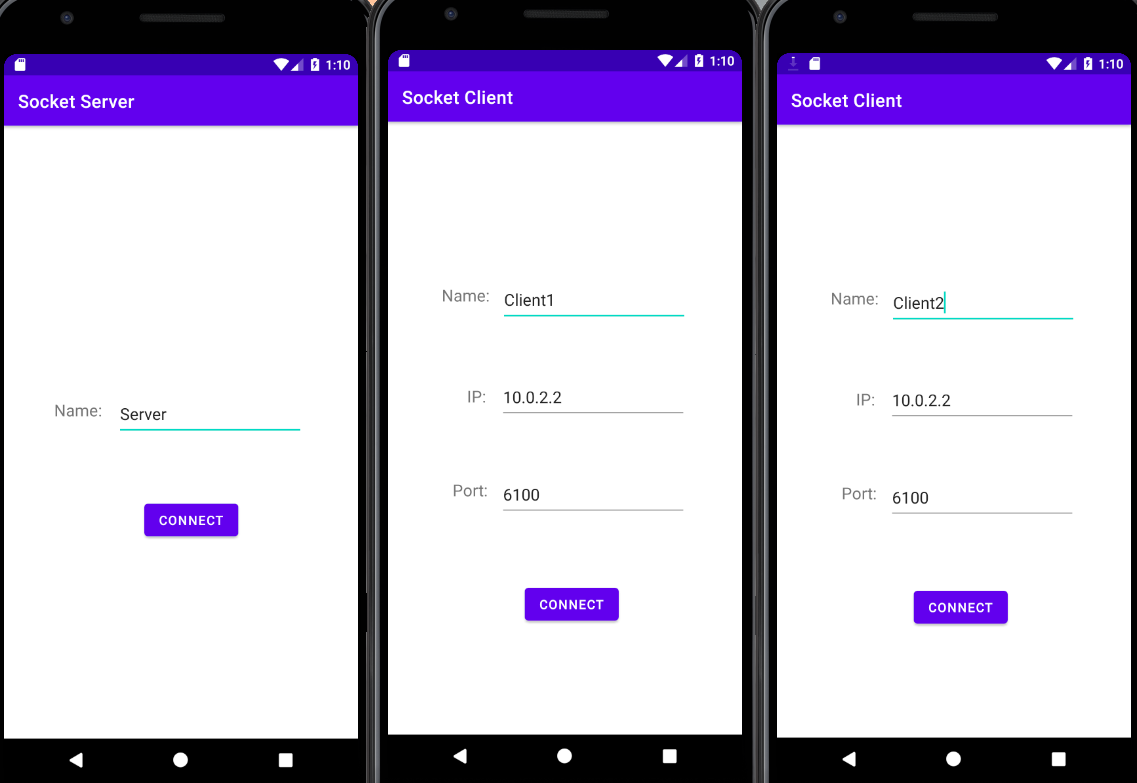 1:10
Socket Server
Name: Server
CONNECT
1:10
Socket Client
Name: Client1
IP: 10.0.2.2
Port: 6100
CONNECT
1:10
Socket Client
Name: Client2
IP: 10.0.2.2
Port: 6100
CONNECT